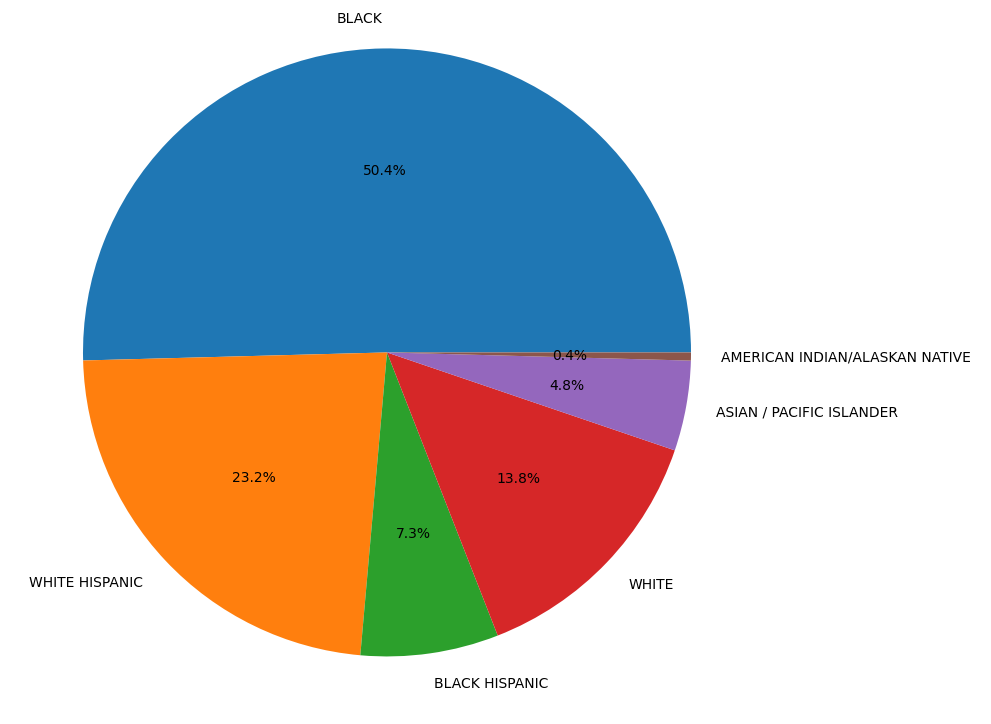 BLACK
50.4%
0.4%
AMERICAN INDIAN/ALASKAN NATIVE
4.8%
ASIAN / PACIFIC ISLANDER
23.2%
13.8%
7.3%
WHITE HISPANIC
WHITE
BLACK HISPANIC